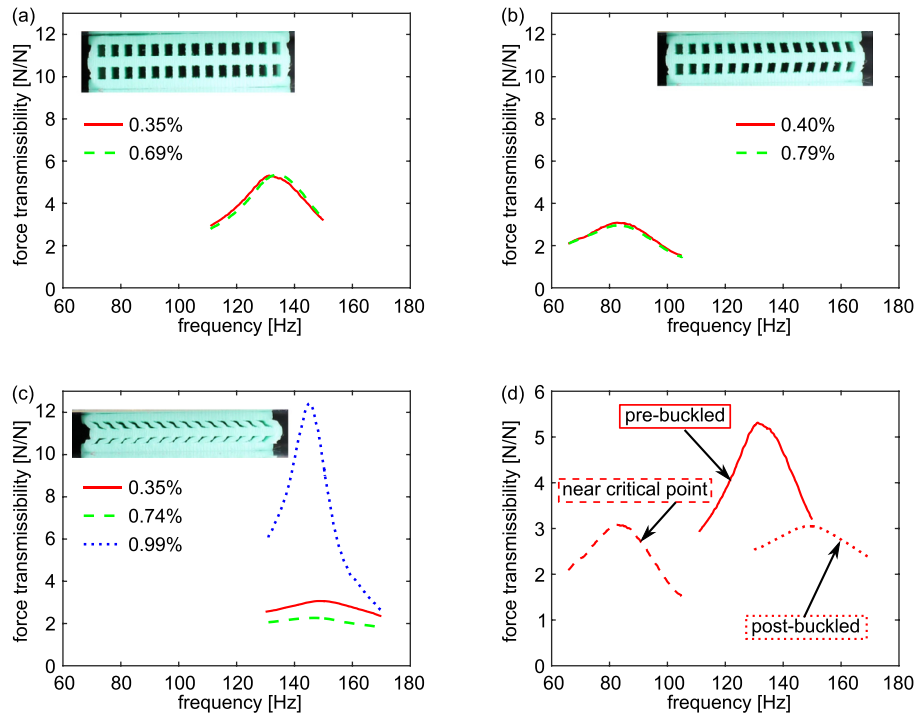 (a)
force transmissibility [N/N]
12
10
8
6
4
2
0
0.35%
0.69%
60 80 100 120 140 160 180
frequency [Hz]
(b)
force transmissibility [N/N]
12
10
8
6
4
2
0
0.40%
0.79%
60 80 100 120 140 160 180
frequency [Hz]
(c)
force transmissibility [N/N]
12
10
8
6
4
2
0
0.35%
0.74%
0.99%
60 80 100 120 140 160 180
frequency [Hz]
(d)
force transmissibility [N/N]
6
5
4
3
2
1
0
pre-buckled
near critical point
post-buckled
60 80 100 120 140 160 180
frequency [Hz]